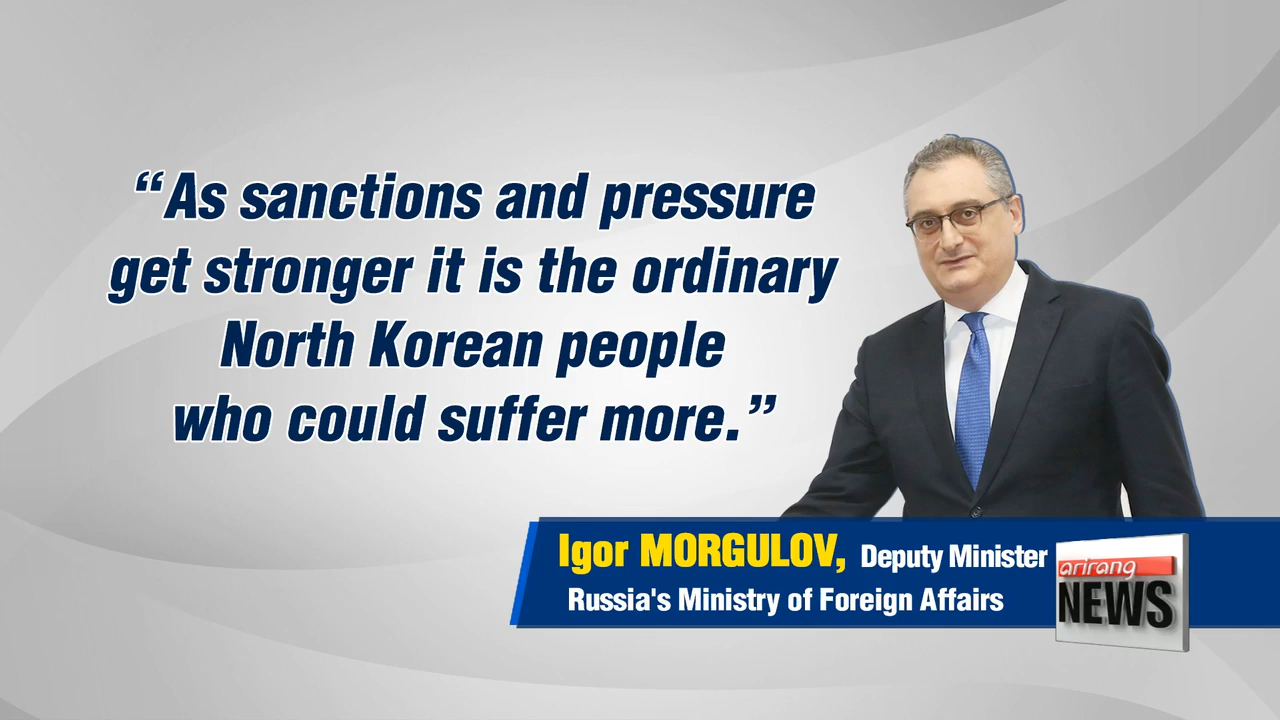 “As sanctions and pressure
get stronger it is the ordinary
North Korean people
who could suffer more.”
Igor MORGULOV, Deputy Minister
Russia's Ministry of Foreign Affairs
arirang
NEWS